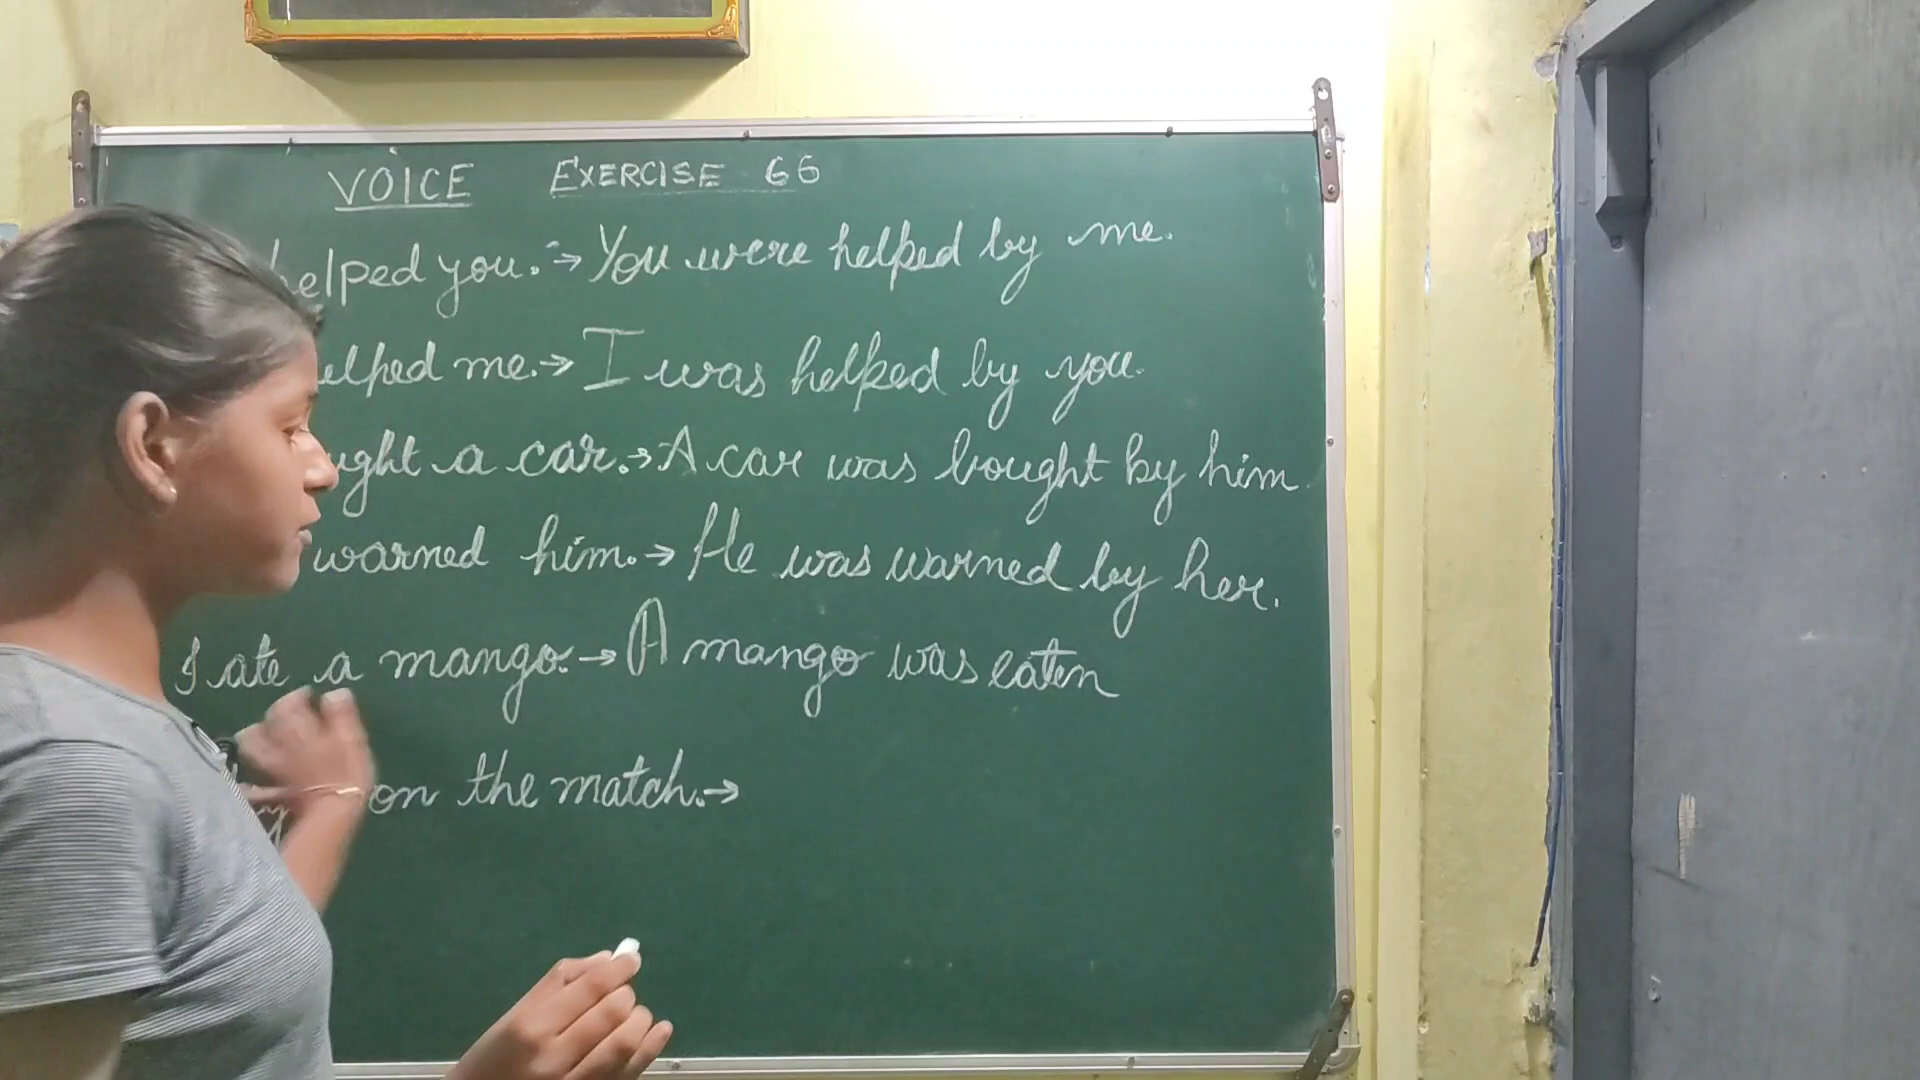 VOICE EXERCISE 66
helped you. → You were helped by me.
helped me. → I was helped by you.
ught a car. → A car was bought by him.
warned him. → He was warned by her.
I ate a mango. → A mango was eaten
on the match. →